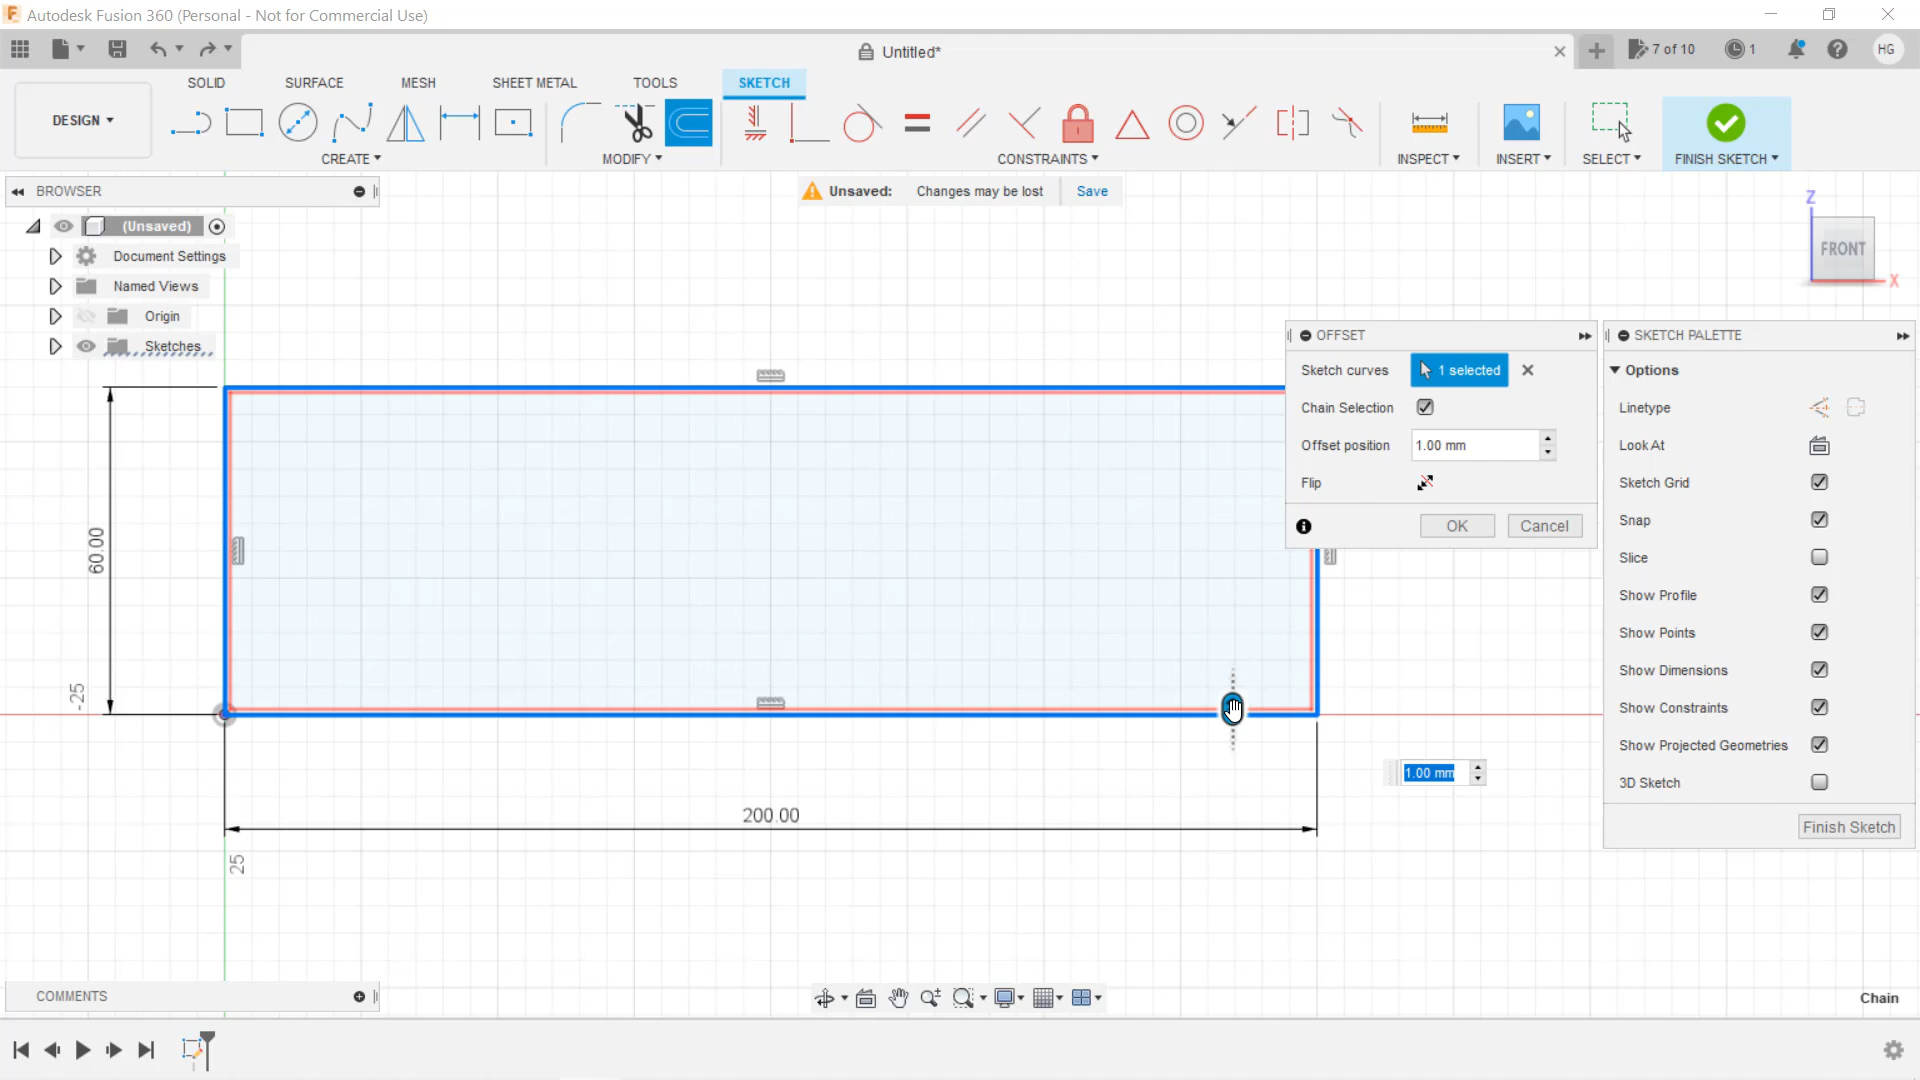 Autodesk Fusion 360 (Personal - Not for Commercial Use)
Untitled*
7 of 10
1
HG
DESIGN
SOLID
SURFACE
MESH
SHEET METAL
TOOLS
SKETCH
CREATE
MODIFY
CONSTRAINTS
INSPECT
INSERT
SELECT
FINISH SKETCH
BROWSER
Unsaved: Changes may be lost Save
(Unsaved)
Document Settings
Named Views
Origin
Sketches
Z
FRONT
X
OFFSET
Sketch curves 1 selected
Chain Selection
Offset position 1.00 mm
Flip
OK Cancel
SKETCH PALETTE
Options
Linetype
Look At
Sketch Grid
Snap
Slice
Show Profile
Show Points
Show Dimensions
Show Constraints
Show Projected Geometries
3D Sketch
Finish Sketch
60.00
-25
1.00 mm
200.00
25
COMMENTS
Chain